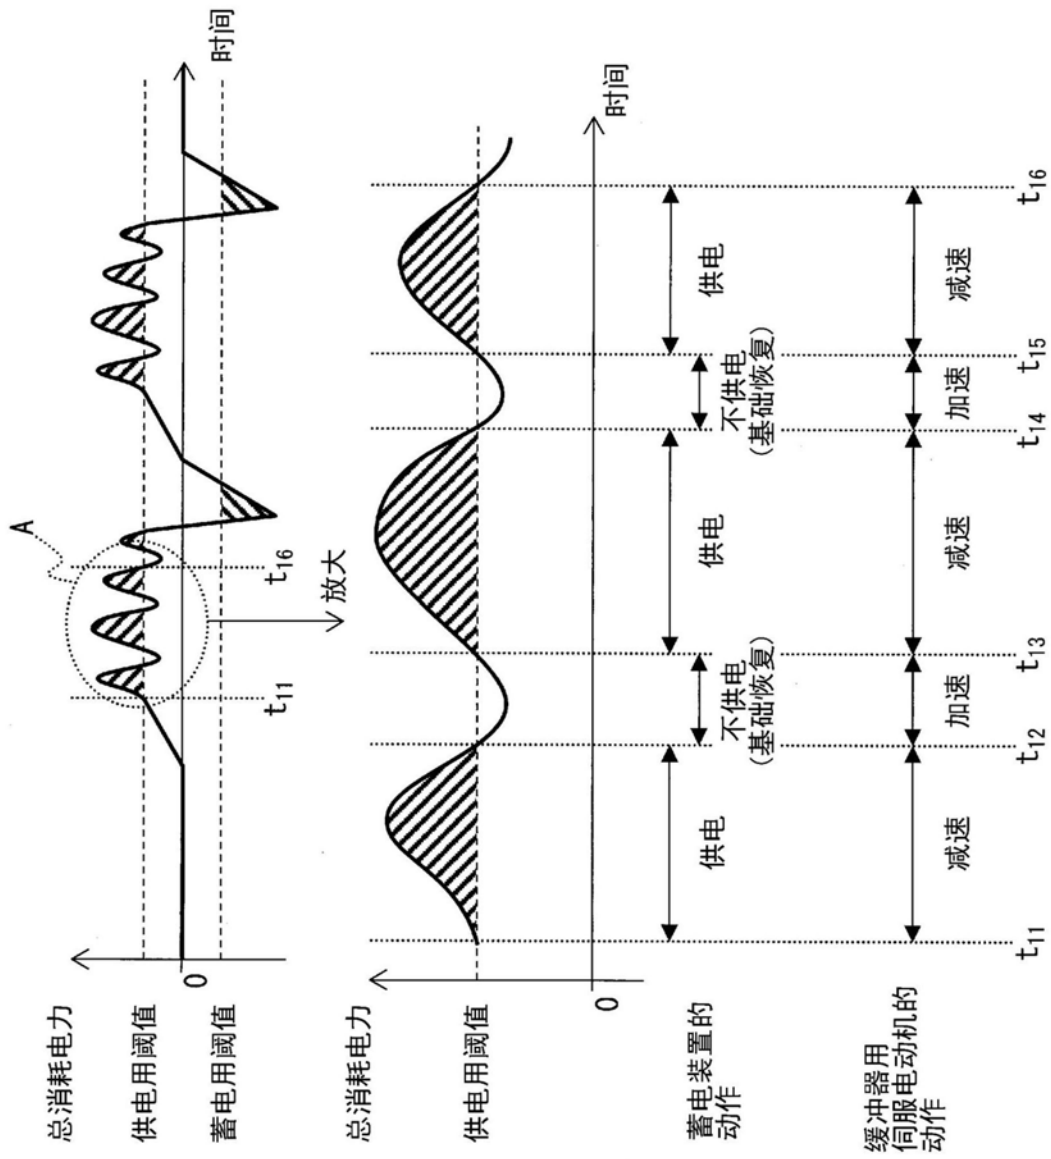 总消耗电力
供电用阈值
蓄电用阈值
0
时间
A
t11
t16
放大
总消耗电力
供电用阈值
0
时间
蓄电装置的
动作
供电
不供电
(基础恢复)
供电
不供电
(基础恢复)
供电
缓冲器用
伺服电动机的
动作
减速
加速
减速
加速
减速
t11
t12
t13
t14
t15
t16